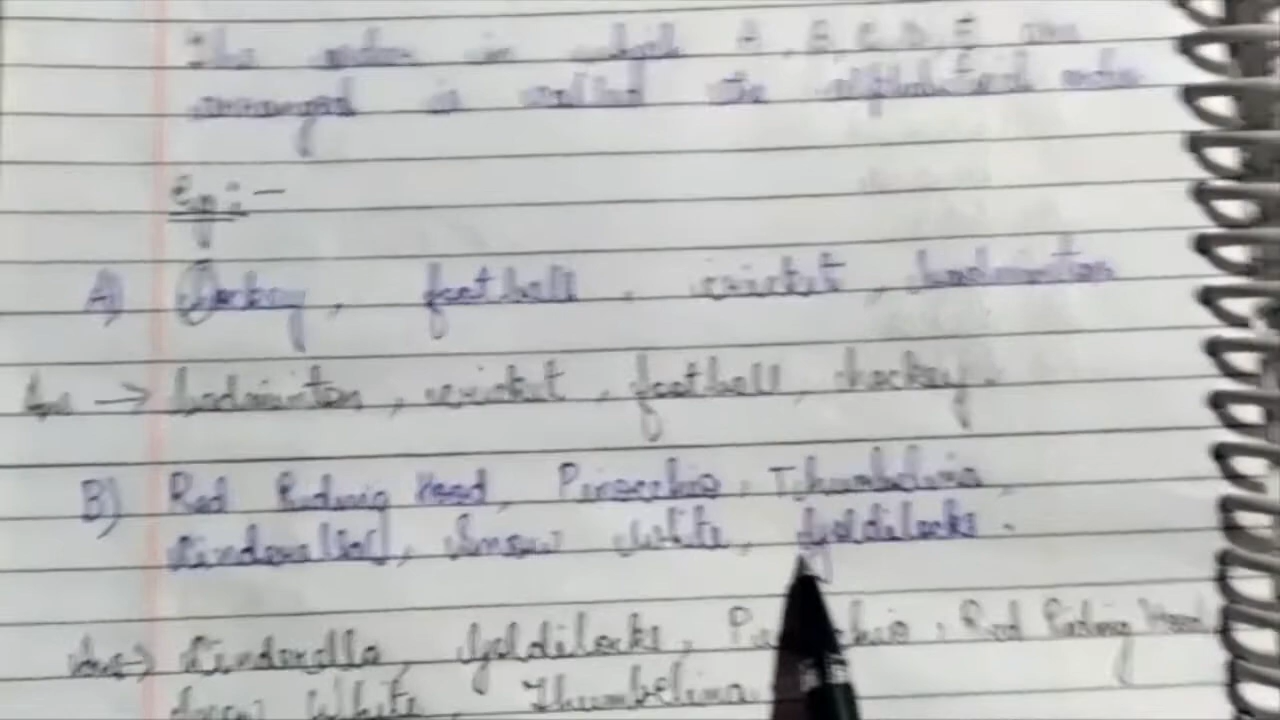 The order in which A, B, C, D, E are
arranged is called the alphabetical order
Eg:-
A) Hockey, football, cricket, badminton
Ans → badminton, cricket, football, hockey.
B) Red Riding Hood, Pinocchio, Thumbelina,
Cinderella, Snow White, Goldilocks.
Ans → Cinderella, Goldilocks, Pinocchio, Red Riding Hood
Snow White, Thumbelina.